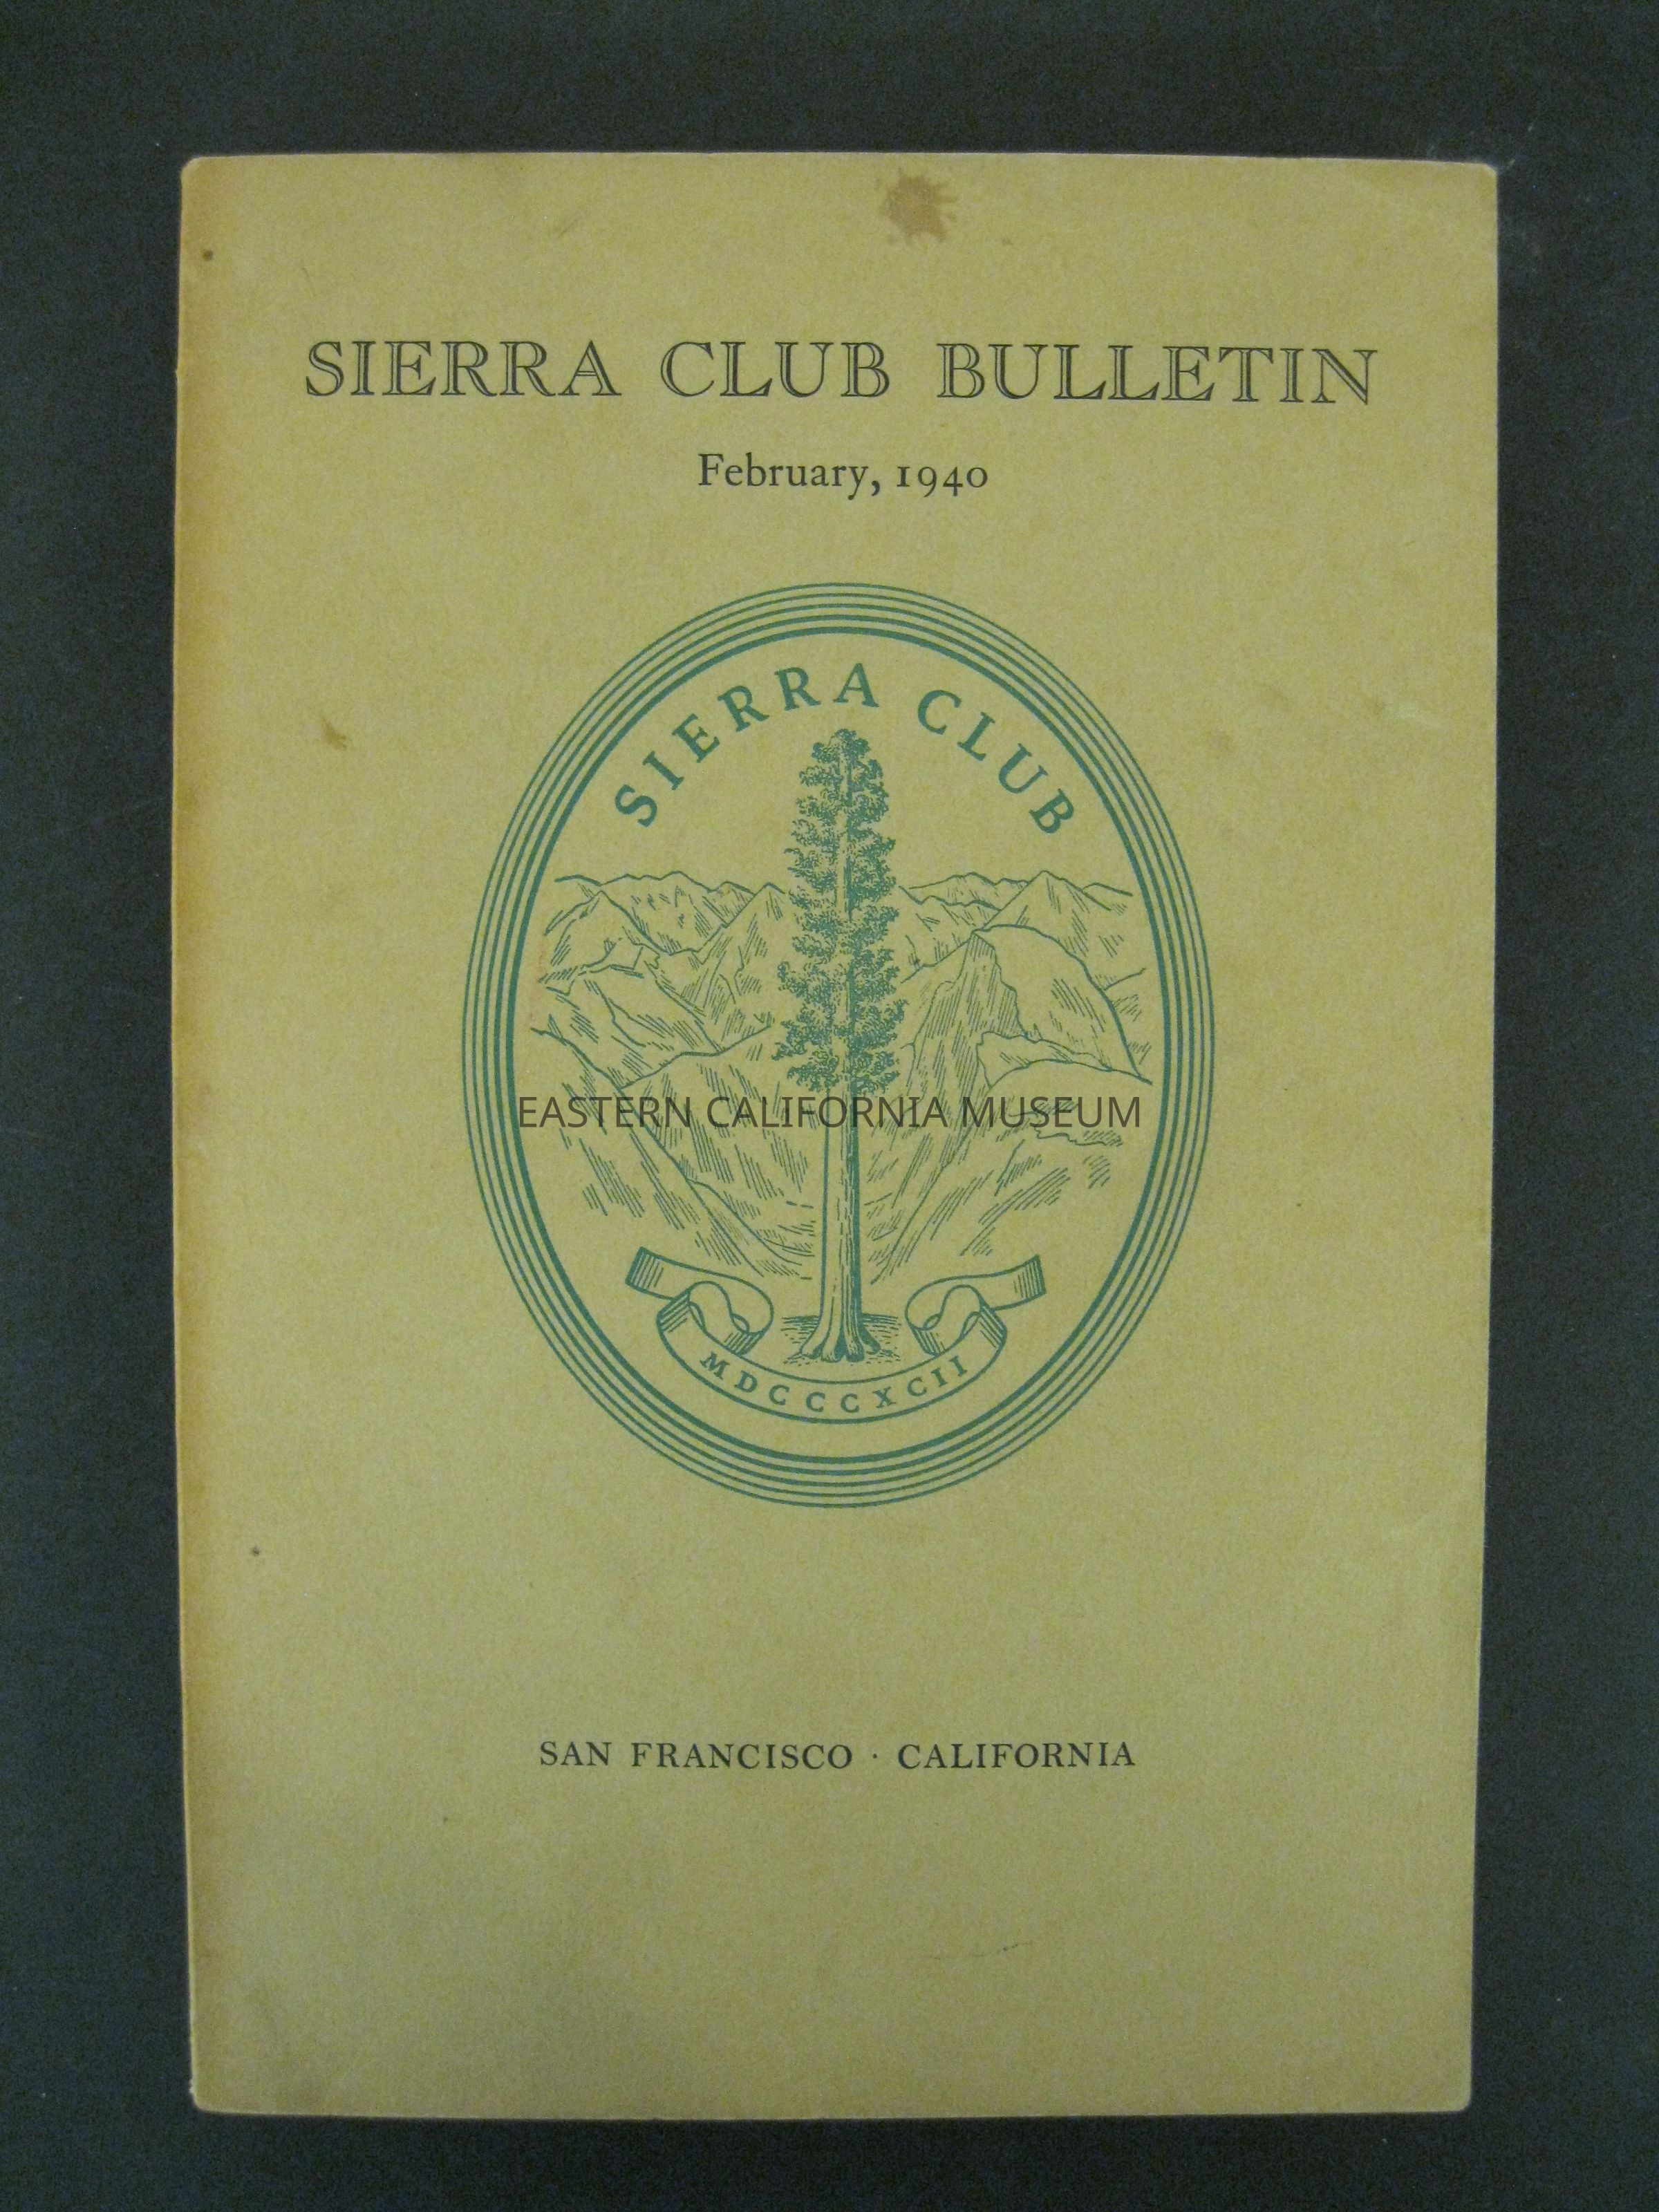 SIERRA CLUB BULLETIN
February, 1940
SIERRA CLUB
EASTERN CALIFORNIA MUSEUM
MDCCCXCII
SAN FRANCISCO · CALIFORNIA